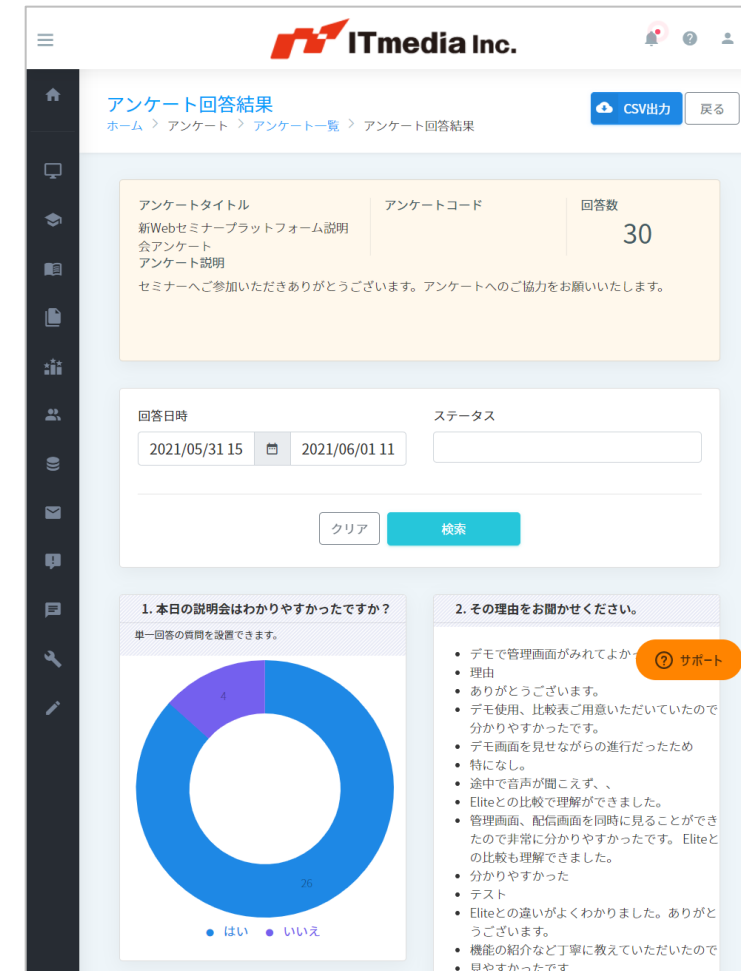 ITmedia Inc.
アンケート回答結果
ホーム > アンケート > アンケート一覧 > アンケート回答結果
CSV出力
戻る
アンケートタイトル
新Webセミナープラットフォーム説明
会アンケート
アンケートコード
回答数
30
アンケート説明
セミナーへご参加いただきありがとうございます。アンケートへのご協力をお願いいたします。
回答日時
2021/05/31 15
2021/06/01 11
ステータス
クリア
検索
1. 本日の説明会はわかりやすかったですか？
単一回答の質問を設置できます。
4
26
はい
いいえ
2. その理由をお聞かせください。
デモで管理画面がみれてよか
サポート
理由
ありがとうございます。
デモ使用、比較表ご用意いただいていたので
分かりやすかったです。
デモ画面を見せながらの進行だったため
特になし。
途中で音声が聞こえず、、
Eliteとの比較で理解ができました。
管理画面、配信画面を同時に見ることができ
たので非常に分かりやすかったです。 Eliteと
の比較も理解できました。
分かりやすかった
テスト
Eliteとの違いがよくわかりました。ありがと
うございます。
機能の紹介など丁寧に教えていただいたので
見やすかったです